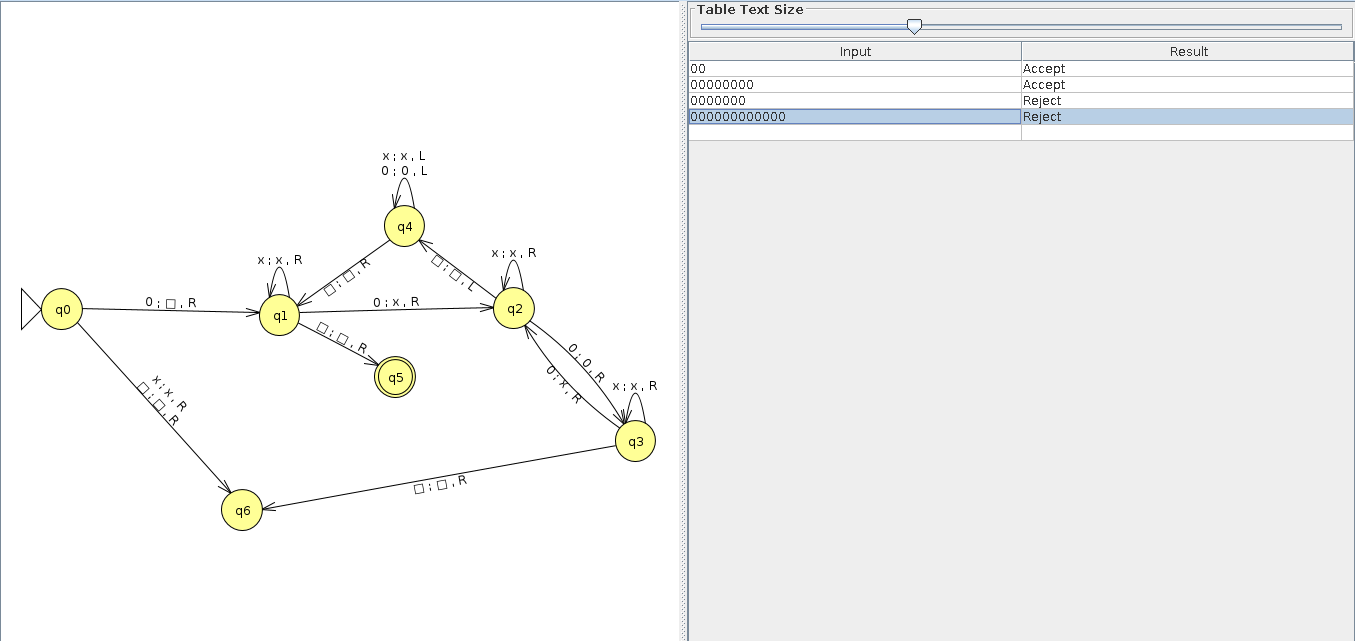 Table Text Size
Input Result
00 Accept
00000000 Accept
0000000 Reject
000000000000 Reject
x ; x , L
0 ; 0 , L
q4
x ; x , R
x ; x , R
□ ; □ , R
□ ; □ , L
q0
0 ; □ , R
q1
0 ; x , R
q2
□ ; □ , R
q5
0 ; 0 , R
0 ; x , R
x ; x , R
x ; x , R
□ ; □ , R
q3
□ ; □ , R
q6